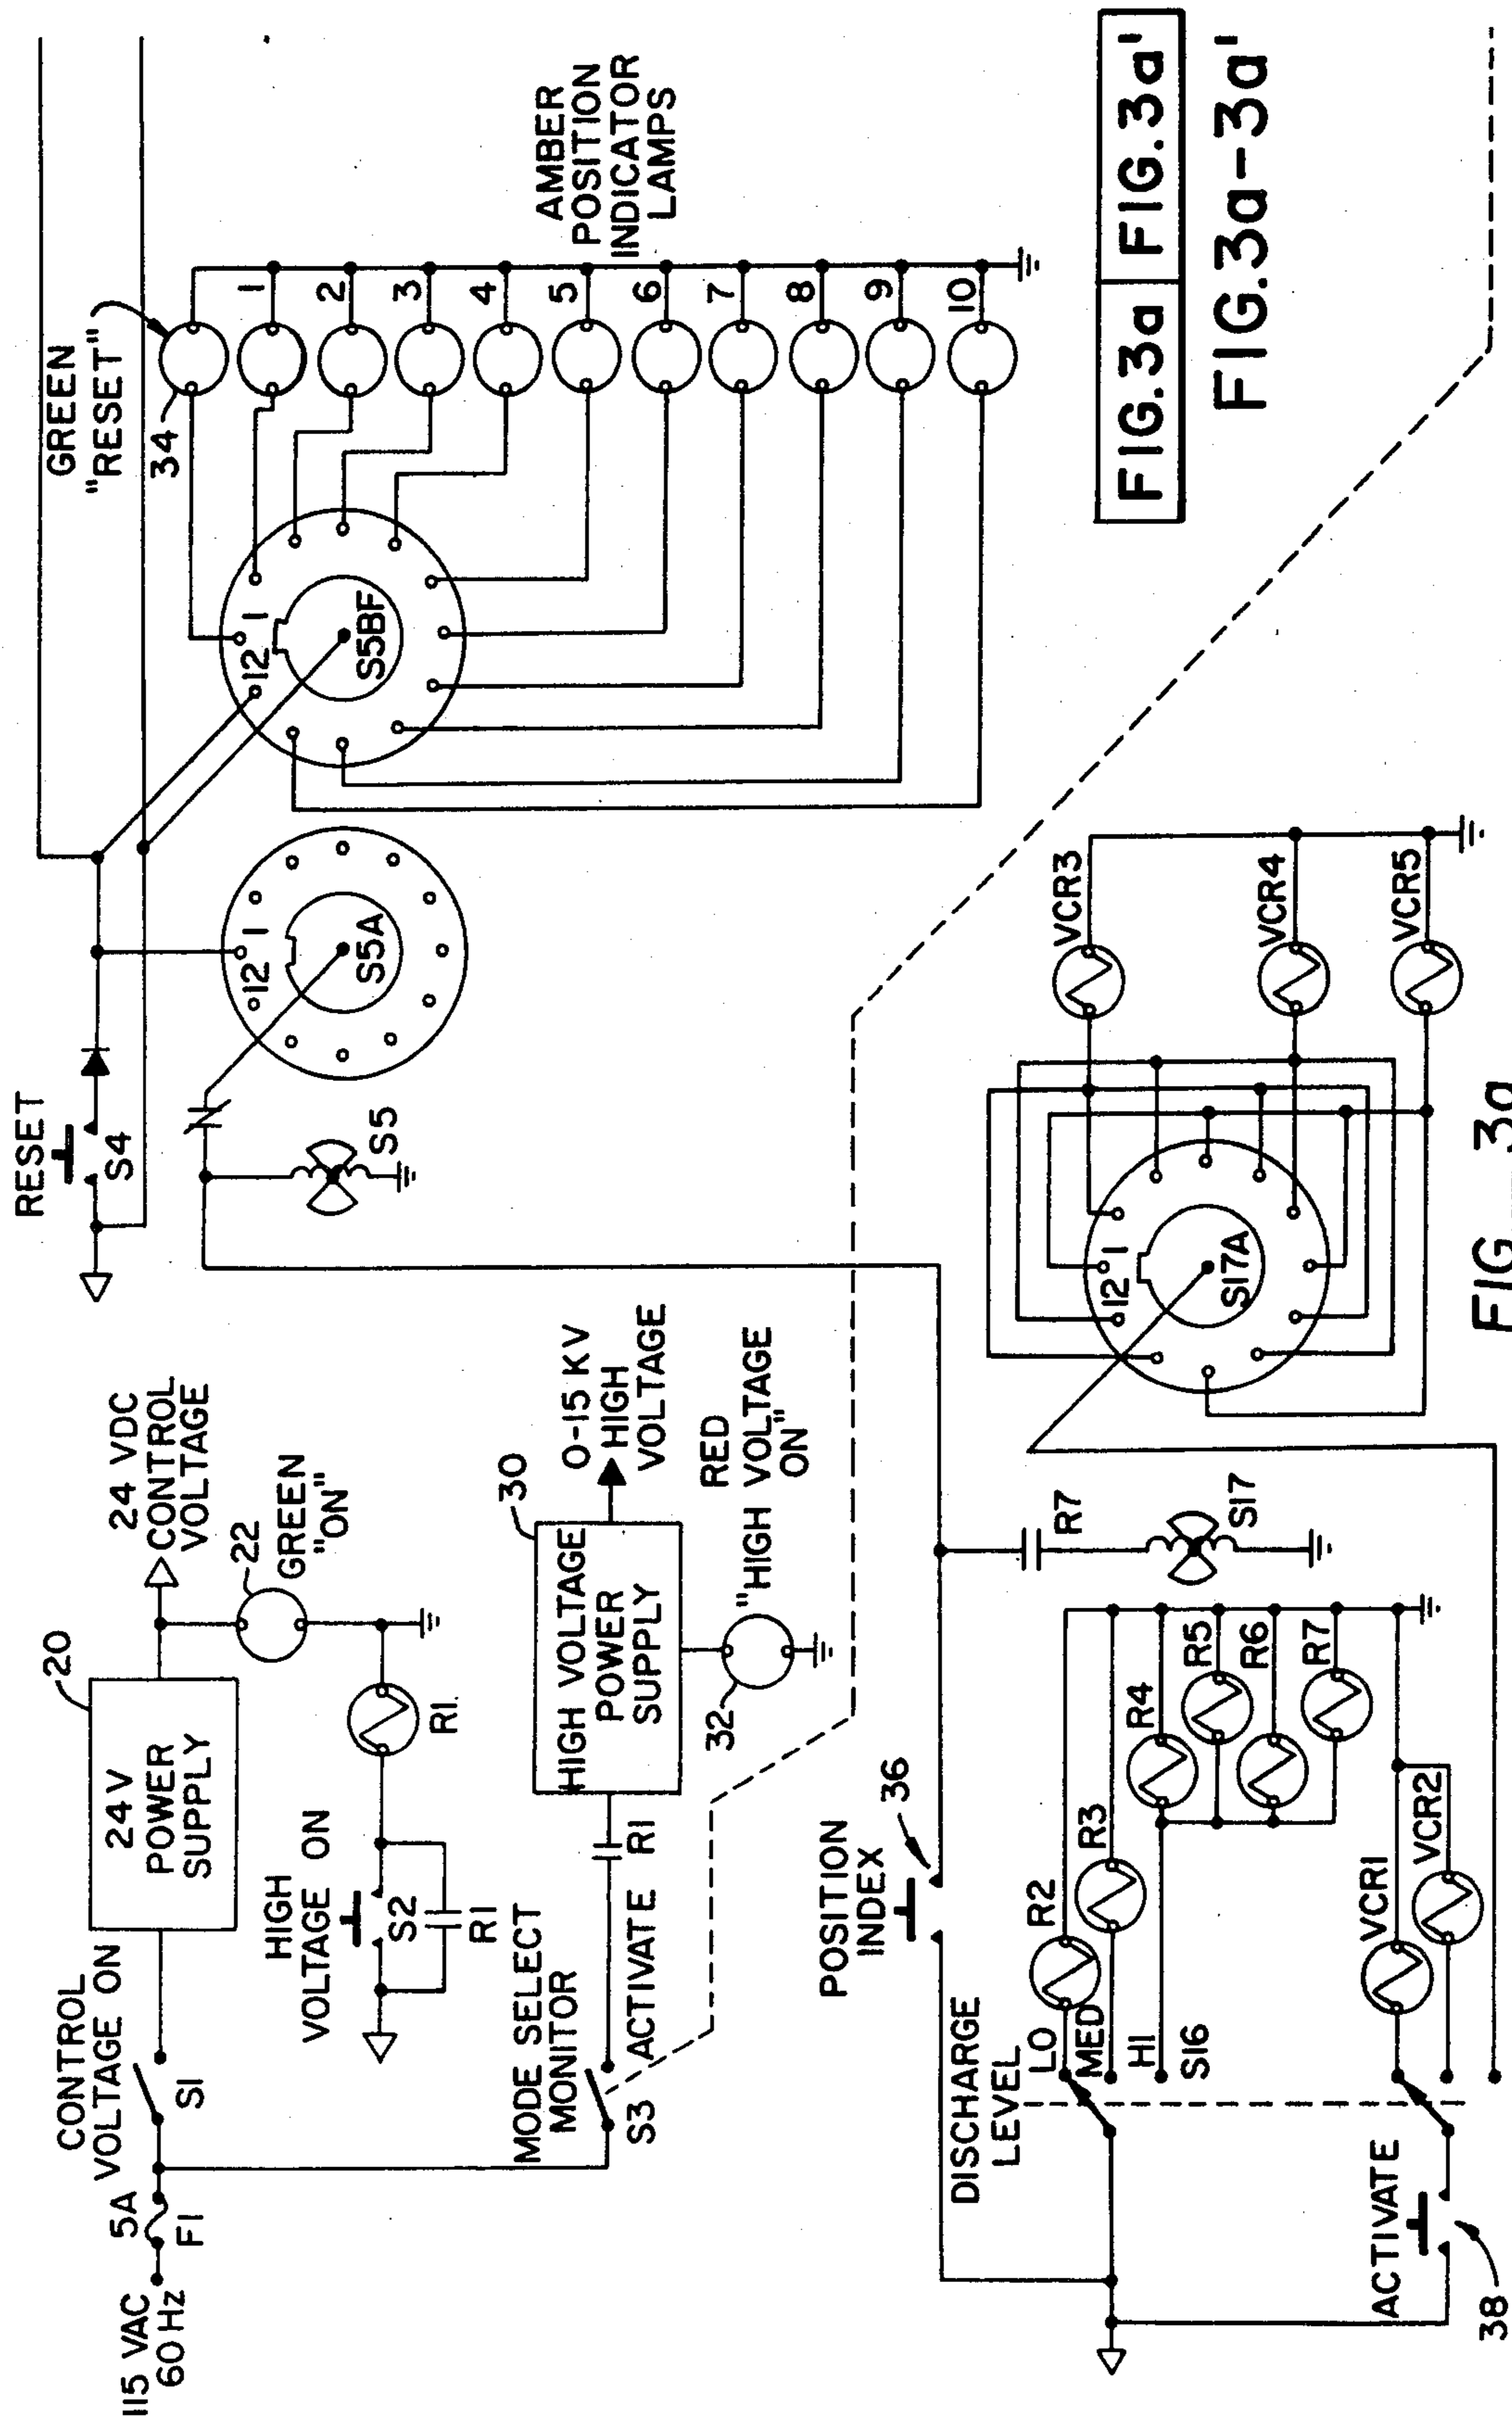 115 VAC
60 Hz
5A
F1
CONTROL
VOLTAGE ON
S1
20
24 V
POWER
SUPPLY
24 VDC
CONTROL
VOLTAGE
22
GREEN
"ON"
HIGH
VOLTAGE ON
S2
R1
R1.
MODE SELECT
MONITOR
S3
ACTIVATE
R1
30
HIGH VOLTAGE
POWER
SUPPLY
0-15 KV
HIGH
VOLTAGE
32
RED
"HIGH VOLTAGE
ON"
RESET
S4
S5
12
1
S5A
12
1
S5BF
GREEN
"RESET"
34
1
2
3
4
5
6
7
8
9
10
AMBER
POSITION
INDICATOR
LAMPS
POSITION
INDEX
36
DISCHARGE
LEVEL
LO
MED
HI
S16
R2
R3
R4
R5
R6
R7
R7
S17
ACTIVATE
38
VCR1
VCR2
12
1
S17A
VCR3
VCR4
VCR5
FIG.3a
FIG.3a'
FIG.3a-3a'
FIG. 3a